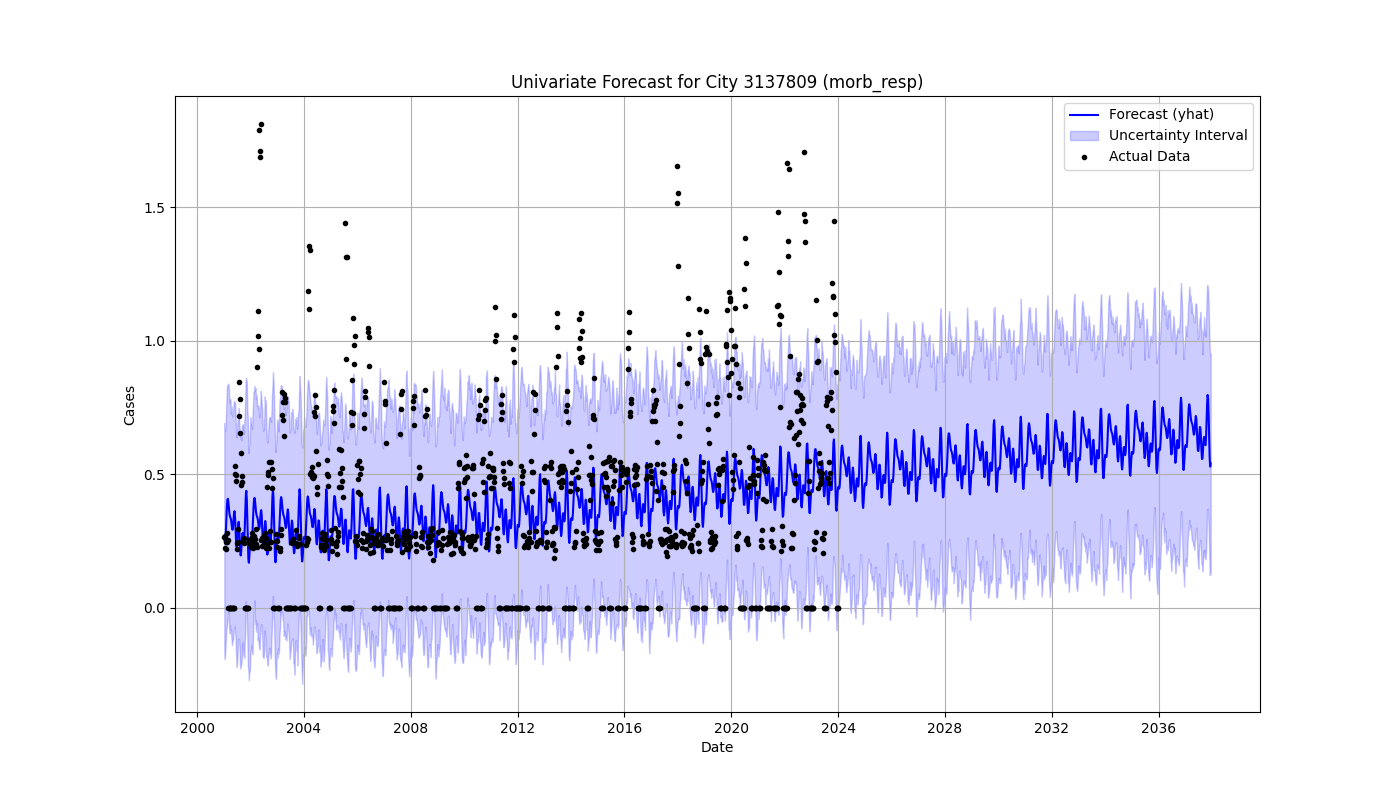 Univariate Forecast for City 3137809 (morb_resp)
Forecast (yhat)
Uncertainty Interval
Actual Data
Cases
1.5
1.0
0.5
0.0
2000 2004 2008 2012 2016 2020 2024 2028 2032 2036
Date